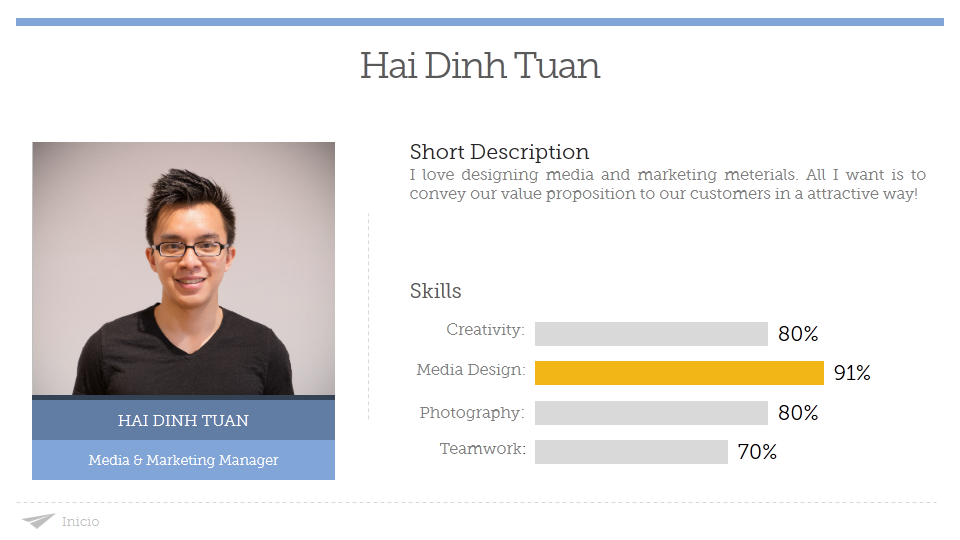 Hai Dinh Tuan
Short Description
I love designing media and marketing meterials. All I want is to
convey our value proposition to our customers in a attractive way!
Skills
Creativity: 80%
Media Design: 91%
Photography: 80%
Teamwork: 70%
HAI DINH TUAN
Media & Marketing Manager
Inicio